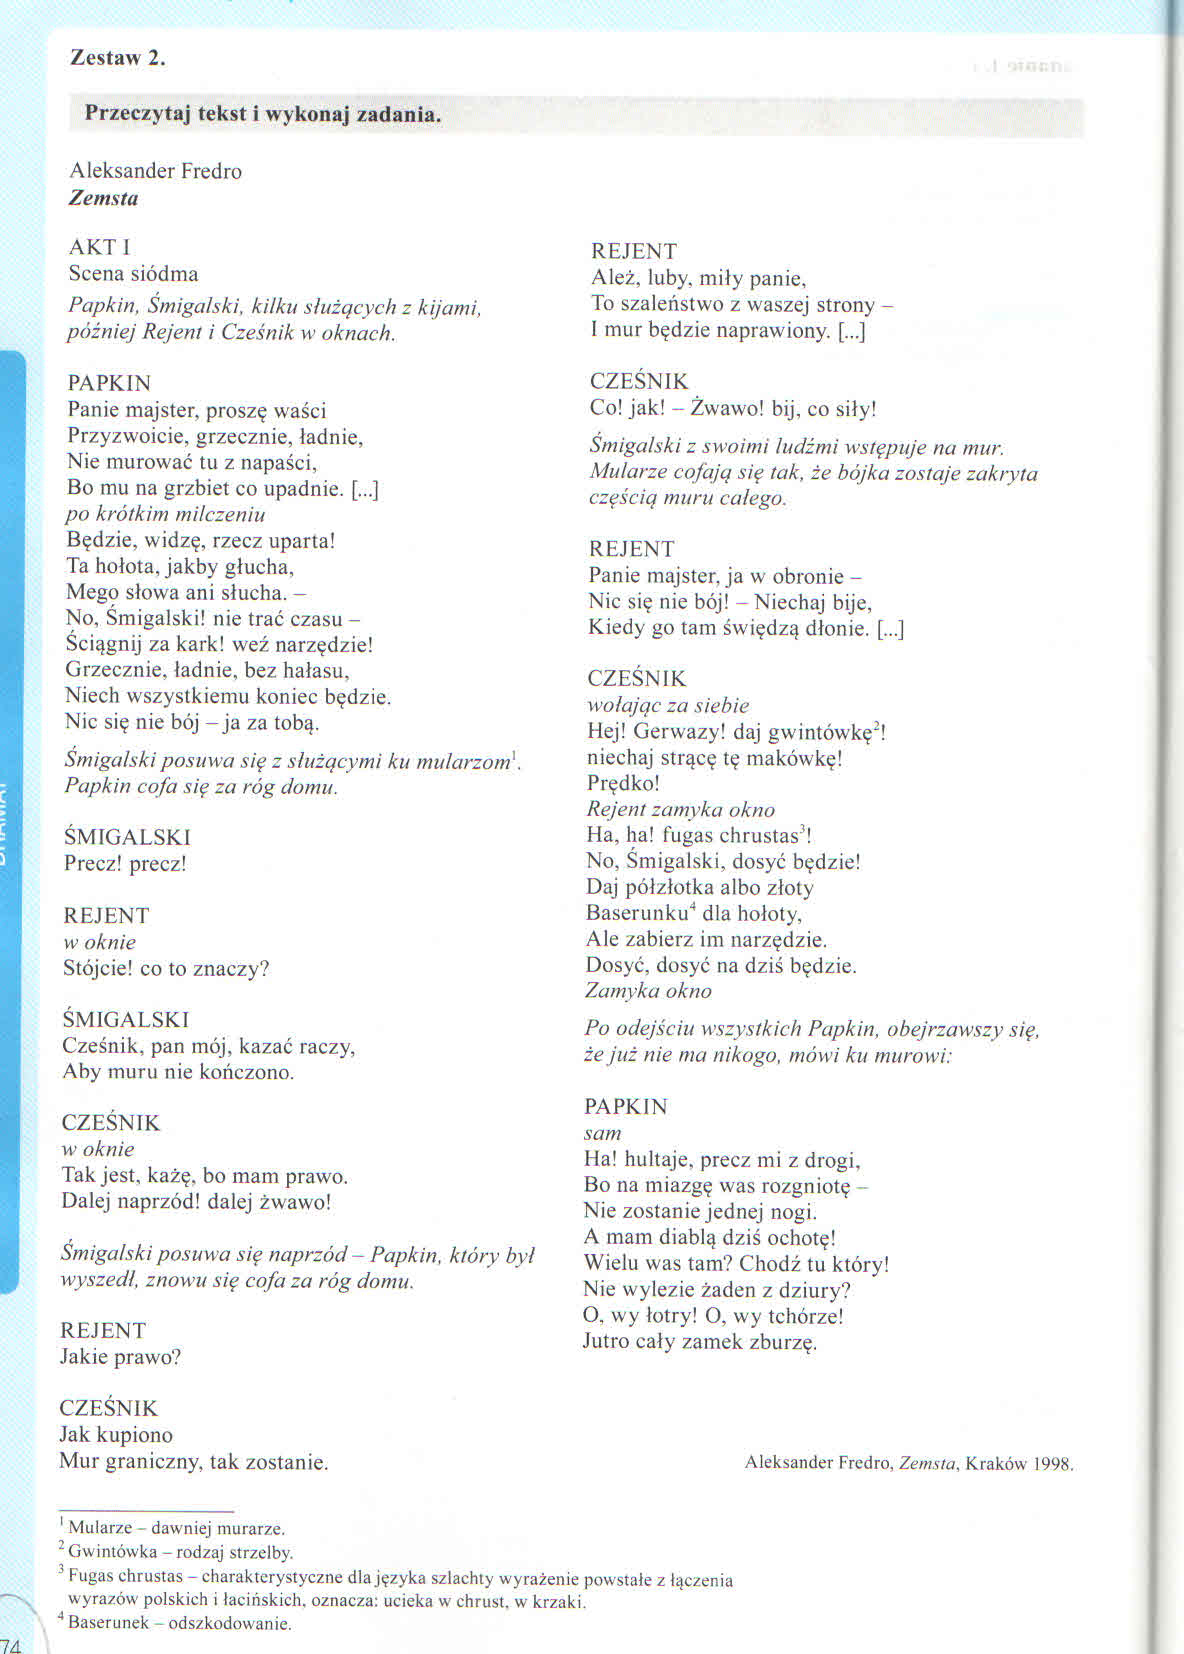 Zestaw 2.
Przeczytaj tekst i wykonaj zadania.
Aleksander Fredro
Zemsta
AKT I
Scena siódma
Papkin, Śmigalski, kilku służących z kijami,
później Rejent i Cześnik w oknach.
PAPKIN
Panie majster, proszę waści
Przyzwoicie, grzecznie, ładnie,
Nie murować tu z napaści,
Bo mu na grzbiet co upadnie. [...]
po krótkim milczeniu
Będzie, widzę, rzecz uparta!
Ta hołota, jakby głucha,
Mego słowa ani słucha. –
No, Śmigalski! nie trać czasu –
Ściągnij za kark! weź narzędzie!
Grzecznie, ładnie, bez hałasu,
Niech wszystkiemu koniec będzie.
Nic się nie bój – ja za tobą.
Śmigalski posuwa się z służącymi ku mularzom¹.
Papkin cofa się za róg domu.
ŚMIGALSKI
Precz! precz!
REJENT
w oknie
Stójcie! co to znaczy?
ŚMIGALSKI
Cześnik, pan mój, kazać raczy,
Aby muru nie kończono.
CZEŚNIK
w oknie
Tak jest, każę, bo mam prawo.
Dalej naprzód! dalej żwawo!
Śmigalski posuwa się naprzód – Papkin, który był
wyszedł, znowu się cofa za róg domu.
REJENT
Jakie prawo?
CZEŚNIK
Jak kupiono
Mur graniczny, tak zostanie.
REJENT
Ależ, luby, miły panie,
To szaleństwo z waszej strony –
I mur będzie naprawiony. [...]
CZEŚNIK
Co! jak! – Żwawo! bij, co siły!
Śmigalski z swoimi ludźmi wstępuje na mur.
Mularze cofają się tak, że bójka zostaje zakryta
częścią muru całego.
REJENT
Panie majster, ja w obronie –
Nic się nie bój! – Niechaj bije,
Kiedy go tam świędzą dłonie. [...]
CZEŚNIK
wołając za siebie
Hej! Gerwazy! daj gwintówkę²!
niechaj strącę tę makówkę!
Prędko!
Rejent zamyka okno
Ha, ha! fugas chrustas³!
No, Śmigalski, dosyć będzie!
Daj półzłotka albo złoty
Baserunku⁴ dla hołoty,
Ale zabierz im narzędzie.
Dosyć, dosyć na dziś będzie.
Zamyka okno
Po odejściu wszystkich Papkin, obejrzawszy się,
że już nie ma nikogo, mówi ku murowi:
PAPKIN
sam
Ha! hultaje, precz mi z drogi,
Bo na miazgę was rozgniotę –
Nie zostanie jednej nogi.
A mam diablą dziś ochotę!
Wielu was tam? Chodź tu który!
Nie wylezie żaden z dziury?
O, wy łotry! O, wy tchórze!
Jutro cały zamek zburzę.
Aleksander Fredro, Zemsta, Kraków 1998.
¹ Mularze – dawniej murarze.
² Gwintówka – rodzaj strzelby.
³ Fugas chrustas – charakterystyczne dla języka szlachty wyrażenie powstałe z łączenia
wyrazów polskich i łacińskich, oznacza: ucieka w chrust, w krzaki.
⁴ Baserunek – odszkodowanie.
74